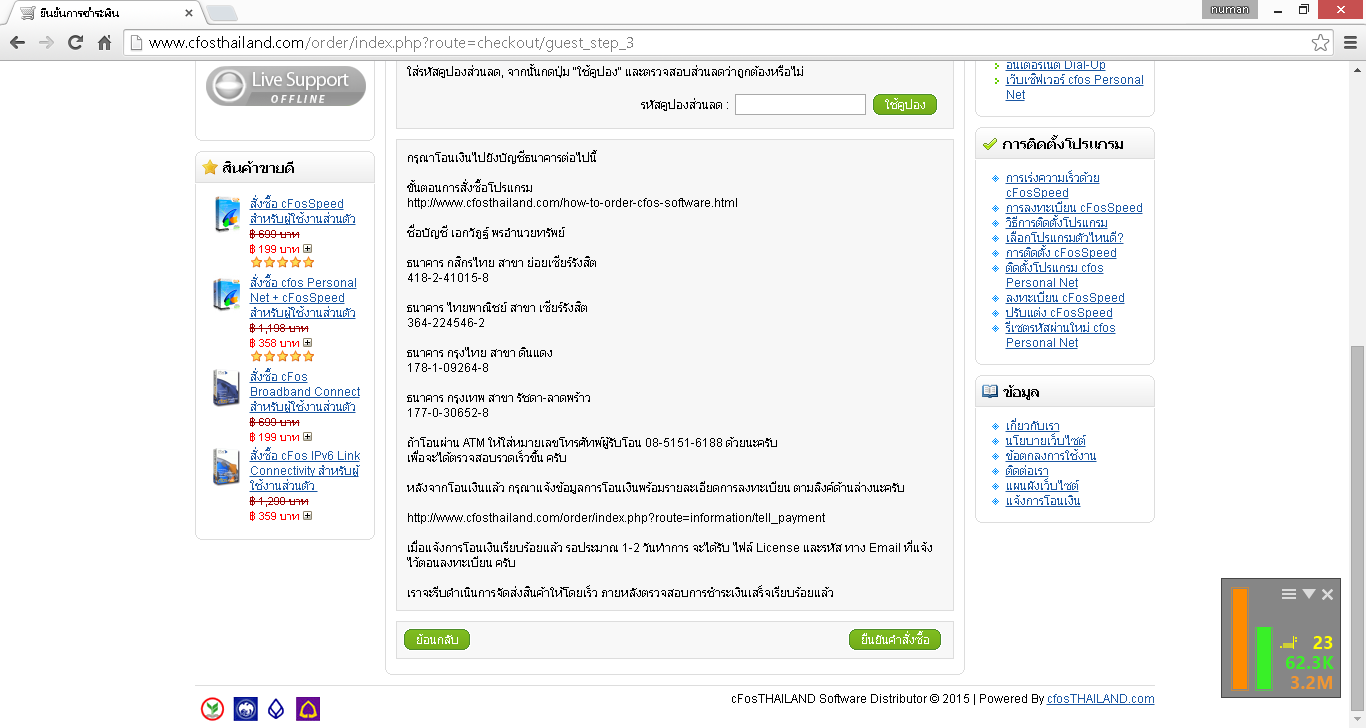 ยืนยันการชำระเงิน
numan
www.cfosthailand.com/order/index.php?route=checkout/guest_step_3
Live Support
OFFLINE
สินค้าขายดี
สั่งซื้อ cFosSpeed
สำหรับผู้ใช้งานส่วนตัว
฿ 699 บาท
฿ 199 บาท
สั่งซื้อ cfos Personal
Net + cFosSpeed
สำหรับผู้ใช้งานส่วนตัว
฿ 1,198 บาท
฿ 358 บาท
สั่งซื้อ cFos
Broadband Connect
สำหรับผู้ใช้งานส่วนตัว
฿ 699 บาท
฿ 199 บาท
สั่งซื้อ cFos IPv6 Link
Connectivity สำหรับผู้
ใช้งานส่วนตัว
฿ 1,290 บาท
฿ 359 บาท
ใส่รหัสคูปองส่วนลด, จากนั้นกดปุ่ม "ใช้คูปอง" และตรวจสอบส่วนลดว่าถูกต้องหรือไม่
รหัสคูปองส่วนลด :
ใช้คูปอง
กรุณาโอนเงินไปยังบัญชีธนาคารต่อไปนี้
ขั้นตอนการสั่งซื้อโปรแกรม
http://www.cfosthailand.com/how-to-order-cfos-software.html
ชื่อบัญชี เอกวัฏฐ์ พรอำนวยทรัพย์
ธนาคาร กสิกรไทย สาขา ย่อยเซียร์รังสิต
418-2-41015-8
ธนาคาร ไทยพาณิชย์ สาขา เซียร์รังสิต
364-224546-2
ธนาคาร กรุงไทย สาขา ดินแดง
178-1-09264-8
ธนาคาร กรุงเทพ สาขา รัชดา-ลาดพร้าว
177-0-30652-8
ถ้าโอนผ่าน ATM ให้ใส่หมายเลขโทรศัทพ์ผู้รับโอน 08-5151-6188 ด้วยนะครับ
เพื่อจะได้ตรวจสอบรวดเร็วขึ้น ครับ
หลังจากโอนเงินแล้ว กรุณาแจ้งข้อมูลการโอนเงินพร้อมรายละเอียดการลงทะเบียน ตามลิงค์ด้านล่างนะครับ
http://www.cfosthailand.com/order/index.php?route=information/tell_payment
เมื่อแจ้งการโอนเงินเรียบร้อยแล้ว รอประมาณ 1-2 วันทำการ จะได้รับ ไฟล์ License และรหัส ทาง Email ที่แจ้ง
ไว้ตอนลงทะเบียน ครับ
เราจะรีบดำเนินการจัดส่งสินค้าให้โดยเร็ว ภายหลังตรวจสอบการชำระเงินเสร็จเรียบร้อยแล้ว
ย้อนกลับ
ยืนยันคำสั่งซื้อ
อินเตอร์เน็ต Dial-Up
เว็บเซิฟเวอร์ cfos Personal
Net
การติดตั้งโปรแกรม
การเร่งความเร็วด้วย
cFosSpeed
การลงทะเบียน cFosSpeed
วิธีการติดตั้งโปรแกรม
เลือกโปรแกรมตัวไหนดี?
การติดตั้ง cFosSpeed
ติดตั้งโปรแกรม cfos
Personal Net
ลงทะเบียน cFosSpeed
ปรับแต่ง cFosSpeed
รีเซตรหัสผ่านใหม่ cfos
Personal Net
ข้อมูล
เกี่ยวกับเรา
นโยบายเว็บไซต์
ข้อตกลงการใช้งาน
ติดต่อเรา
แผนผังเว็บไซต์
แจ้งการโอนเงิน
23
62.3K
3.2M
cFosTHAILAND Software Distributor © 2015 | Powered By cfosTHAILAND.com